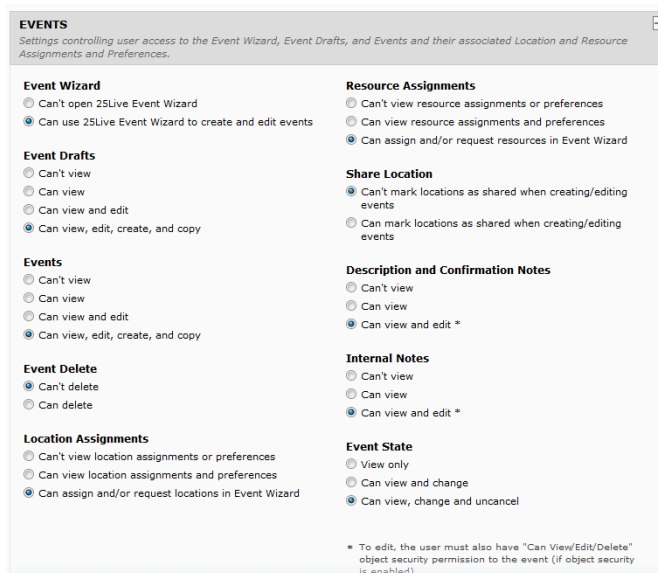 EVENTS
Settings controlling user access to the Event Wizard, Event Drafts, and Events and their associated Location and Resource
Assignments and Preferences.
Event Wizard
Can't open 25Live Event Wizard
Can use 25Live Event Wizard to create and edit events
Event Drafts
Can't view
Can view
Can view and edit
Can view, edit, create, and copy
Events
Can't view
Can view
Can view and edit
Can view, edit, create, and copy
Event Delete
Can't delete
Can delete
Location Assignments
Can't view location assignments or preferences
Can view location assignments and preferences
Can assign and/or request locations in Event Wizard
Resource Assignments
Can't view resource assignments or preferences
Can view resource assignments and preferences
Can assign and/or request resources in Event Wizard
Share Location
Can't mark locations as shared when creating/editing
events
Can mark locations as shared when creating/editing
events
Description and Confirmation Notes
Can't view
Can view
Can view and edit *
Internal Notes
Can't view
Can view
Can view and edit *
Event State
View only
Can view and change
Can view, change and uncancel
* To edit, the user must also have "Can View/Edit/Delete"
object security permission to the event (if object security
is enabled)